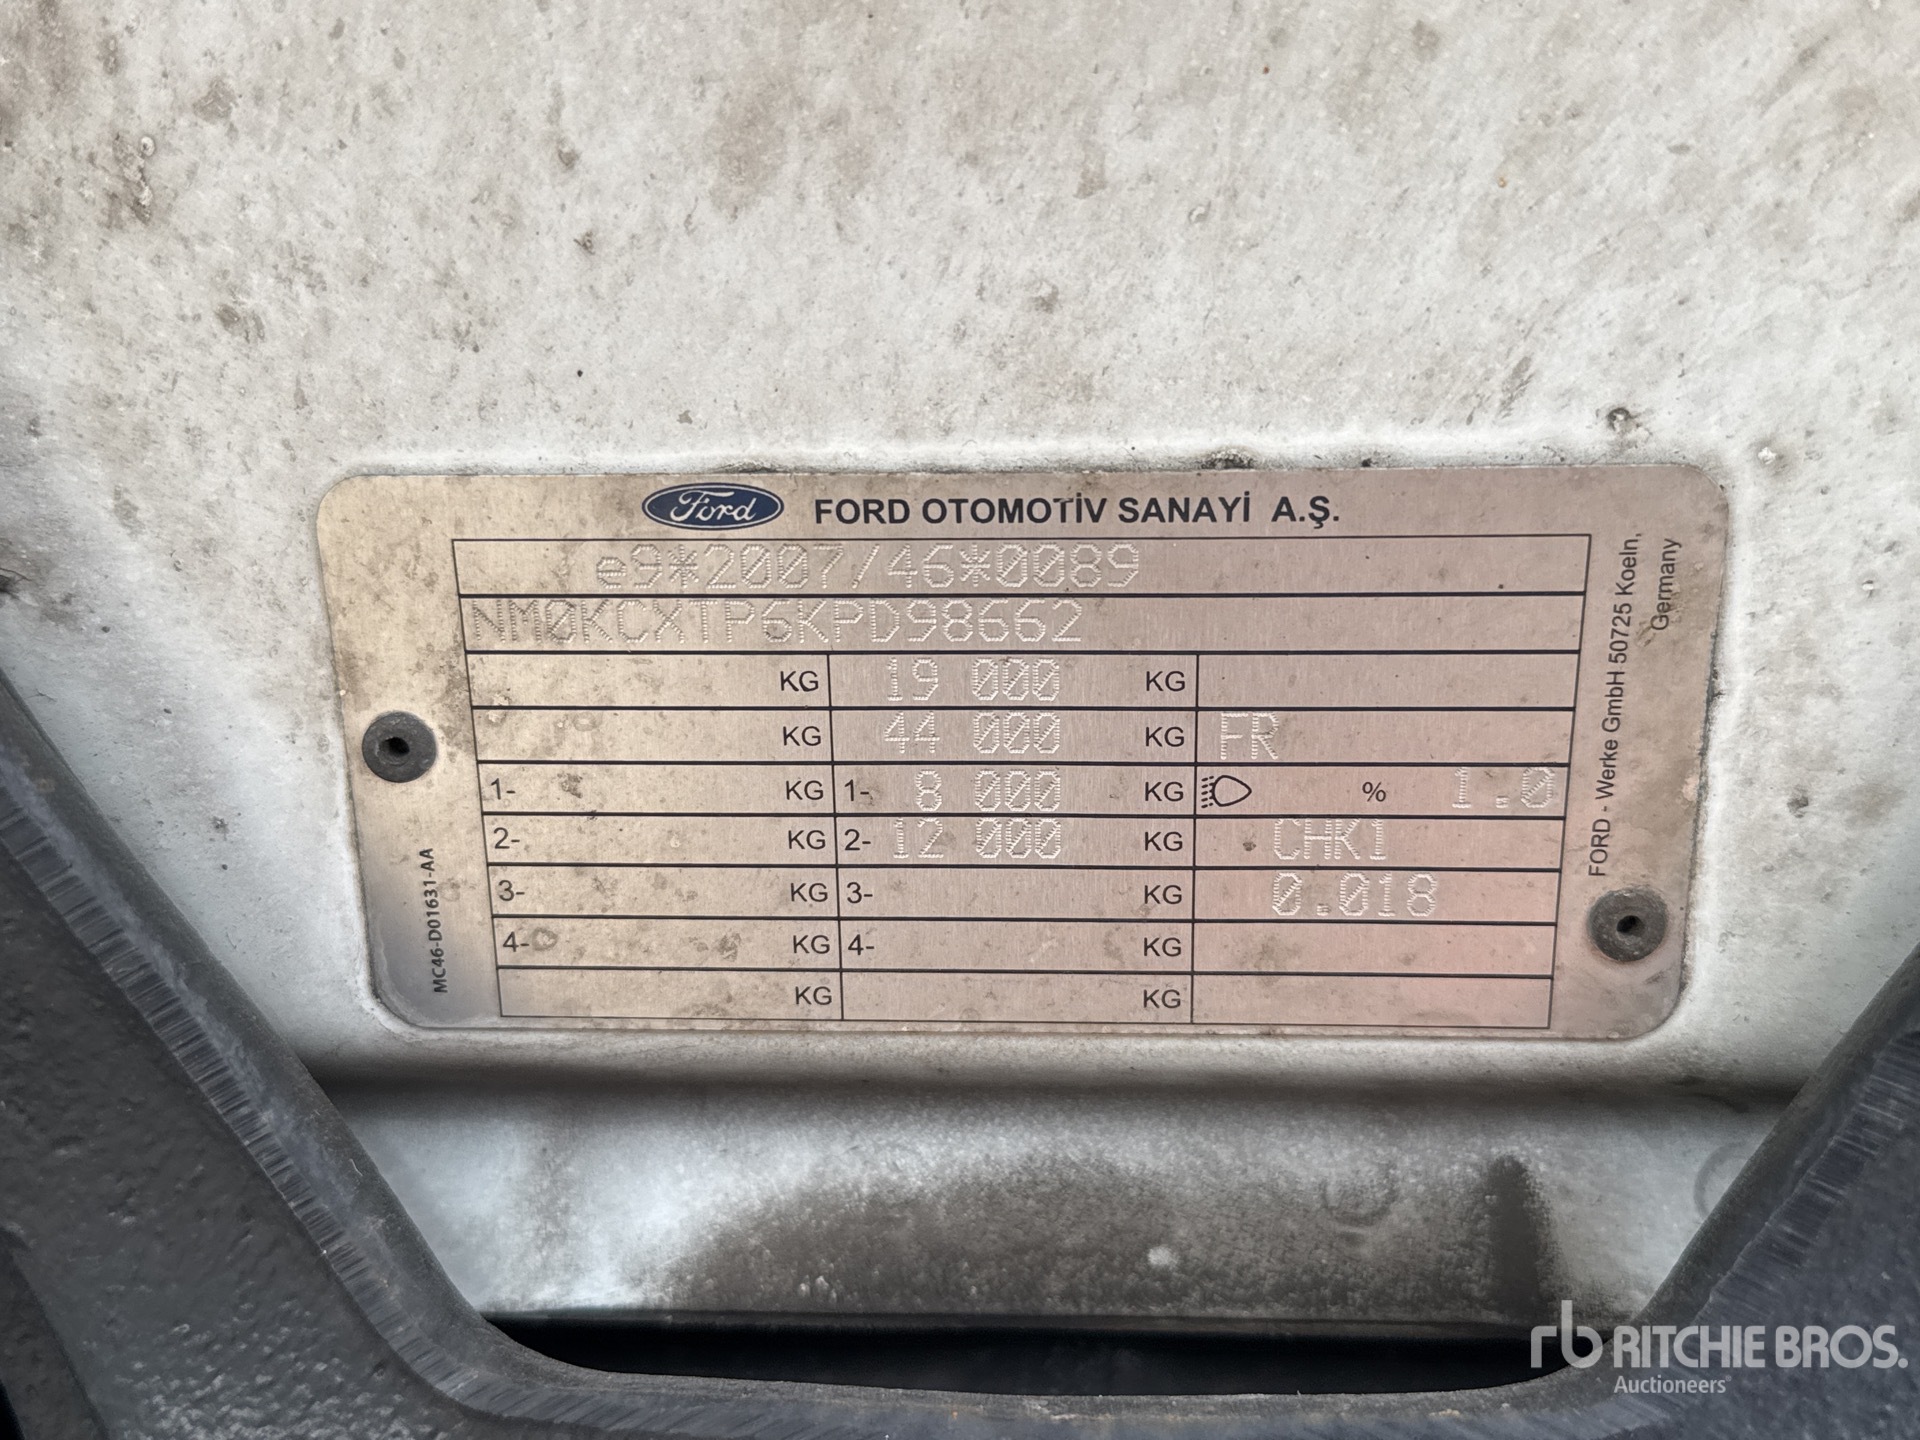 Ford FORD OTOMOTİV SANAYİ A.Ş.
e9*2007/46*0089
NM0KCXTP6KPD98662
KG 19 000 KG
KG 44 000 KG FR
1- KG 1- 8 000 KG % 1.0
2- KG 2- 12 000 KG CHK1
3- KG 3- KG 0.018
4- KG 4- KG
KG KG
MC46-D01631-AA
FORD - Werke GmbH 50725 Koeln,
Germany
rb RITCHIE BROS.
Auctioneers